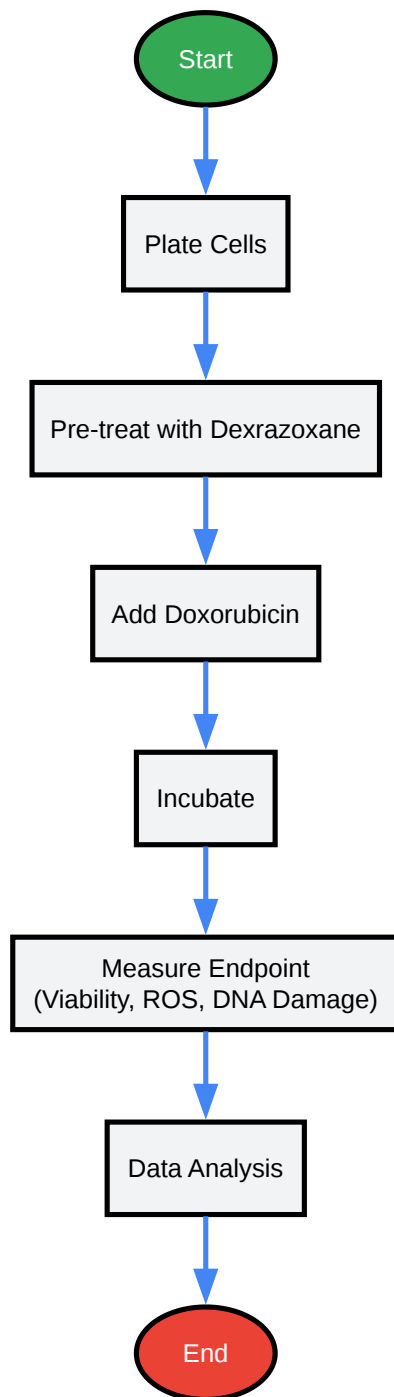 Start
Plate Cells
Pre-treat with Dexrazoxane
Add Doxorubicin
Incubate
Measure Endpoint
(Viability, ROS, DNA Damage)
Data Analysis
End